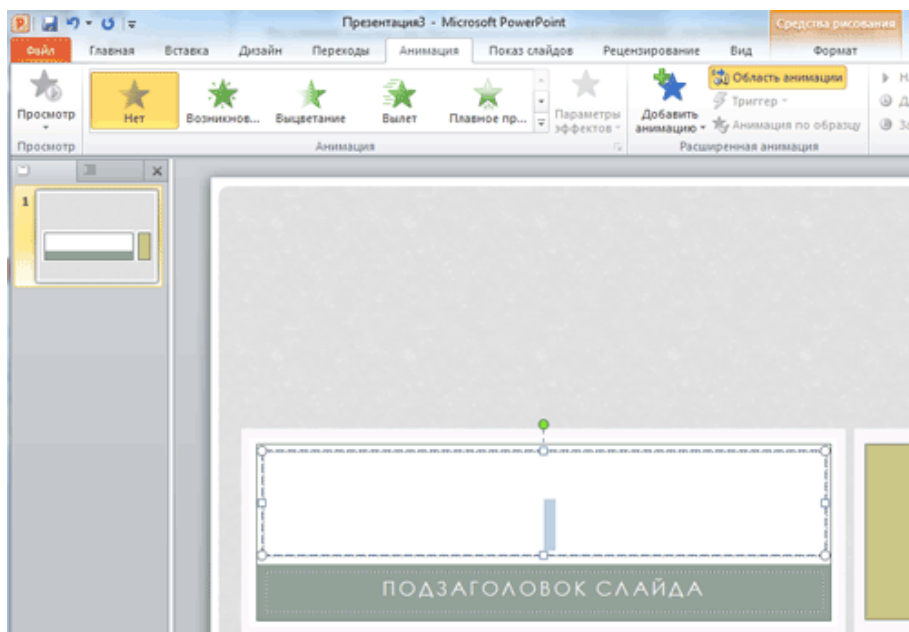 Презентация3 - Microsoft PowerPoint
Средства рисования
Файл Главная Вставка Дизайн Переходы Анимация Показ слайдов Рецензирование Вид Формат
Просмотр
Нет Возникнов... Выцветание Вылет Плавное пр...
Параметры эффектов
Добавить анимацию
Область анимации
Триггер
Анимация по образцу
Просмотр Анимация Расширенная анимация
1
ПОДЗАГОЛОВОК СЛАЙДА